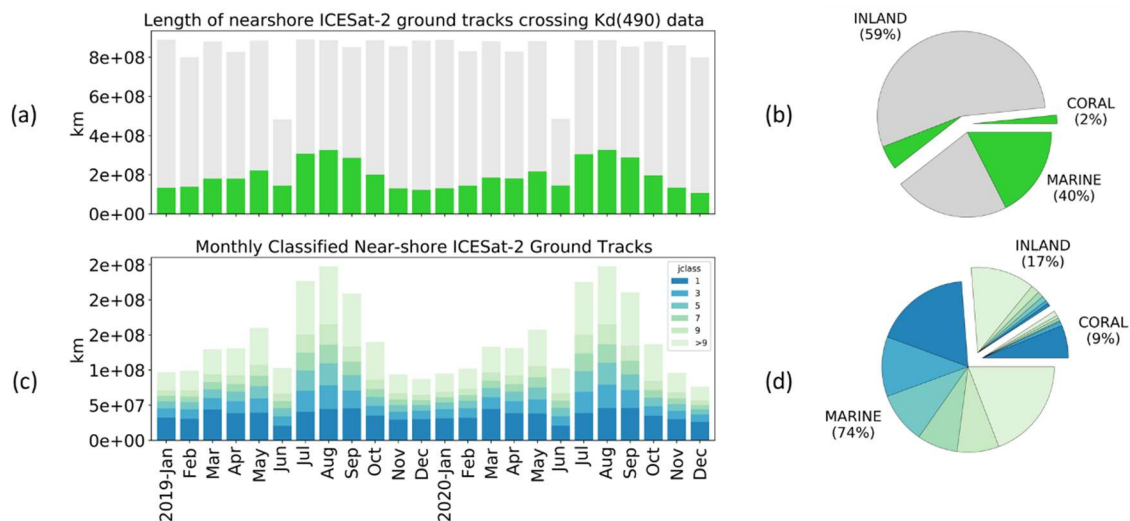 Length of nearshore ICESat-2 ground tracks crossing Kd(490) data
(a)
km
8e+08
6e+08
4e+08
2e+08
0e+00
(b)
INLAND
(59%)
CORAL
(2%)
MARINE
(40%)
Monthly Classified Near-shore ICESat-2 Ground Tracks
(c)
km
2e+08
2e+08
2e+08
1e+08
5e+07
0e+00
jclass
1
3
5
7
9
>9
2019-Jan
Feb
Mar
Apr
May
Jun
Jul
Aug
Sep
Oct
Nov
Dec
2020-Jan
Feb
Mar
Apr
May
Jun
Jul
Aug
Sep
Oct
Nov
Dec
(d)
INLAND
(17%)
CORAL
(9%)
MARINE
(74%)